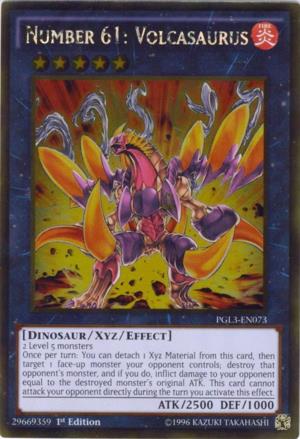 NUMBER 61: VOLCASAURUS
FIRE
炎
PGL3-EN073
[DINOSAUR/XYZ/EFFECT]
2 Level 5 monsters
Once per turn: You can detach 1 Xyz Material from this card, then
target 1 face-up monster your opponent controls; destroy that
opponent's monster, and if you do, inflict damage to your opponent
equal to the destroyed monster's original ATK. This card cannot
attack your opponent directly during the turn you activate this effect.
ATK/2500 DEF/1000
29669359 1st Edition ©1996 KAZUKI TAKAHASHI